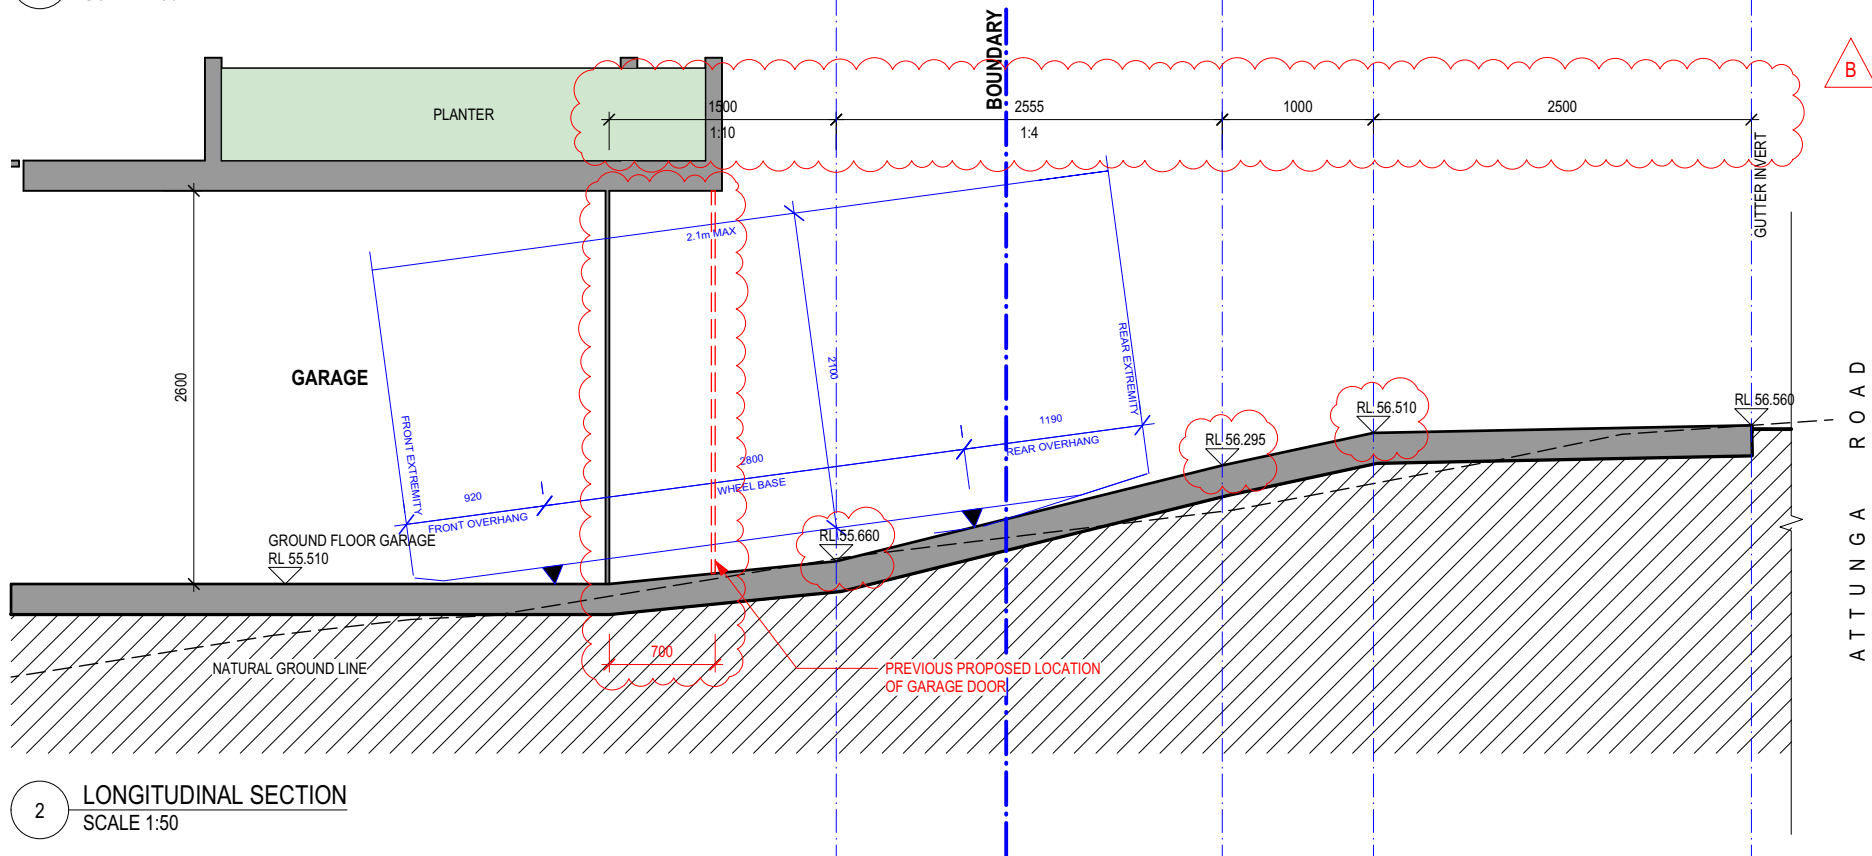 BOUNDARY
B
PLANTER
1500
2555
1000
2500
1:10
1:4
GUTTER INVERT
2.1m MAX
2600
GARAGE
2100
REAR EXTREMITY
FRONT EXTREMITY
1190
REAR OVERHANG
2800
WHEEL BASE
920
FRONT OVERHANG
RL 56.295
RL 56.510
RL 56.560
RL 55.660
GROUND FLOOR GARAGE
RL 55.510
ATTUNGA ROAD
NATURAL GROUND LINE
700
PREVIOUS PROPOSED LOCATION
OF GARAGE DOOR
2
LONGITUDINAL SECTION
SCALE 1:50